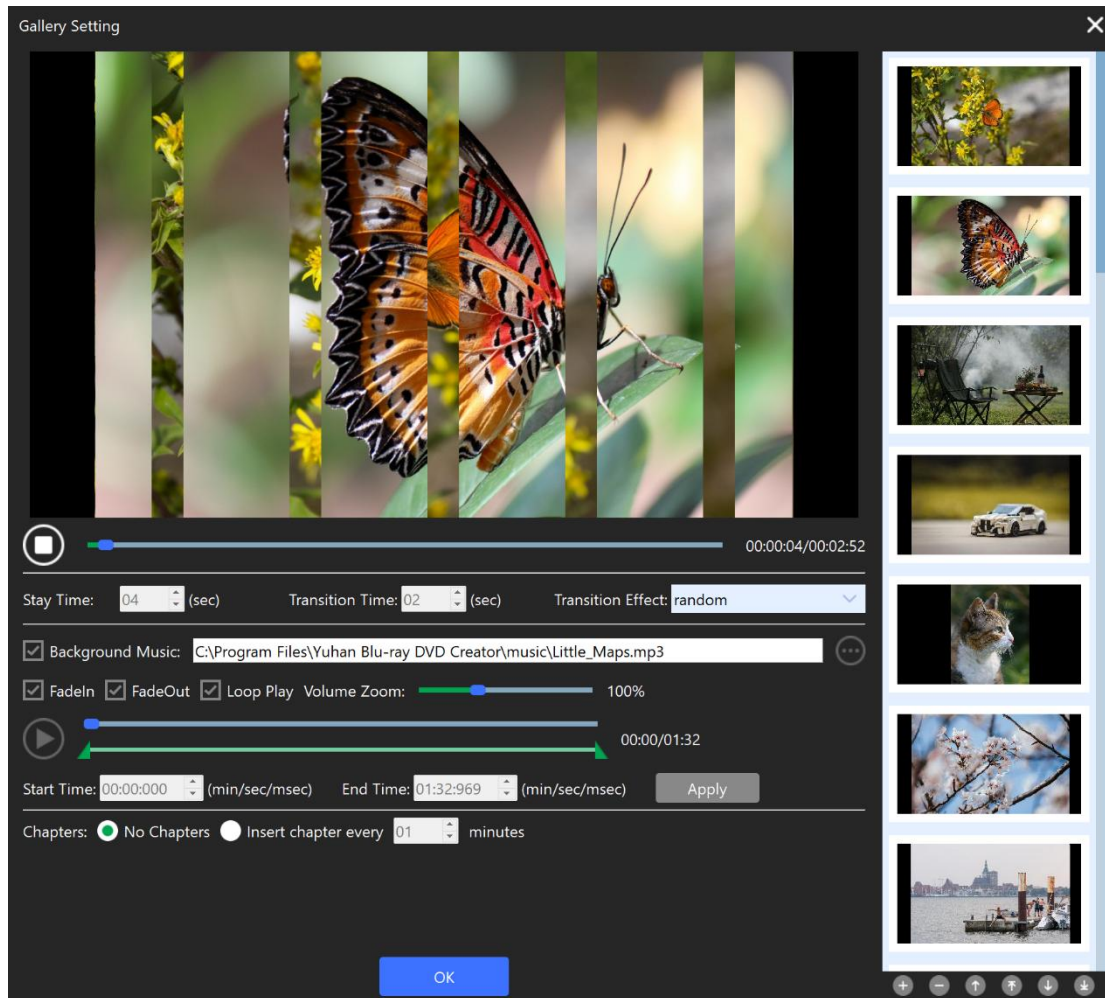 Gallery Setting
00:00:04/00:02:52
Stay Time: 04 (sec) Transition Time: 02 (sec) Transition Effect: random
Background Music: C:\Program Files\Yuhan Blu-ray DVD Creator\music\Little_Maps.mp3
FadeIn FadeOut Loop Play Volume Zoom: 100%
00:00/01:32
Start Time: 00:00:000 (min/sec/msec) End Time: 01:32:969 (min/sec/msec) Apply
Chapters: No Chapters Insert chapter every 01 minutes
OK